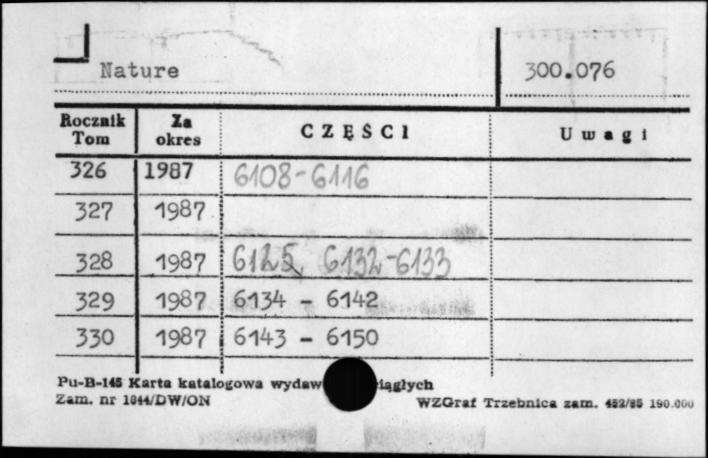 Nature 300.076
Rocznik Tom Za okres CZĘŚCI Uwagi
326 1987 6108-6116
327 1987
328 1987 6125, 6132-6133
329 1987 6134 - 6142
330 1987 6143 - 6150
Pu-B-145 Karta katalogowa wydaw iągłych
Zam. nr 1044/DW/ON WZGraf Trzebnica zam. 452/85 190.000